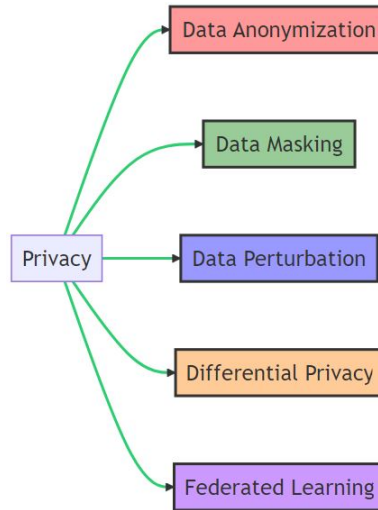 Data Anonymization
Data Masking
Privacy
Data Perturbation
Differential Privacy
Federated Learning